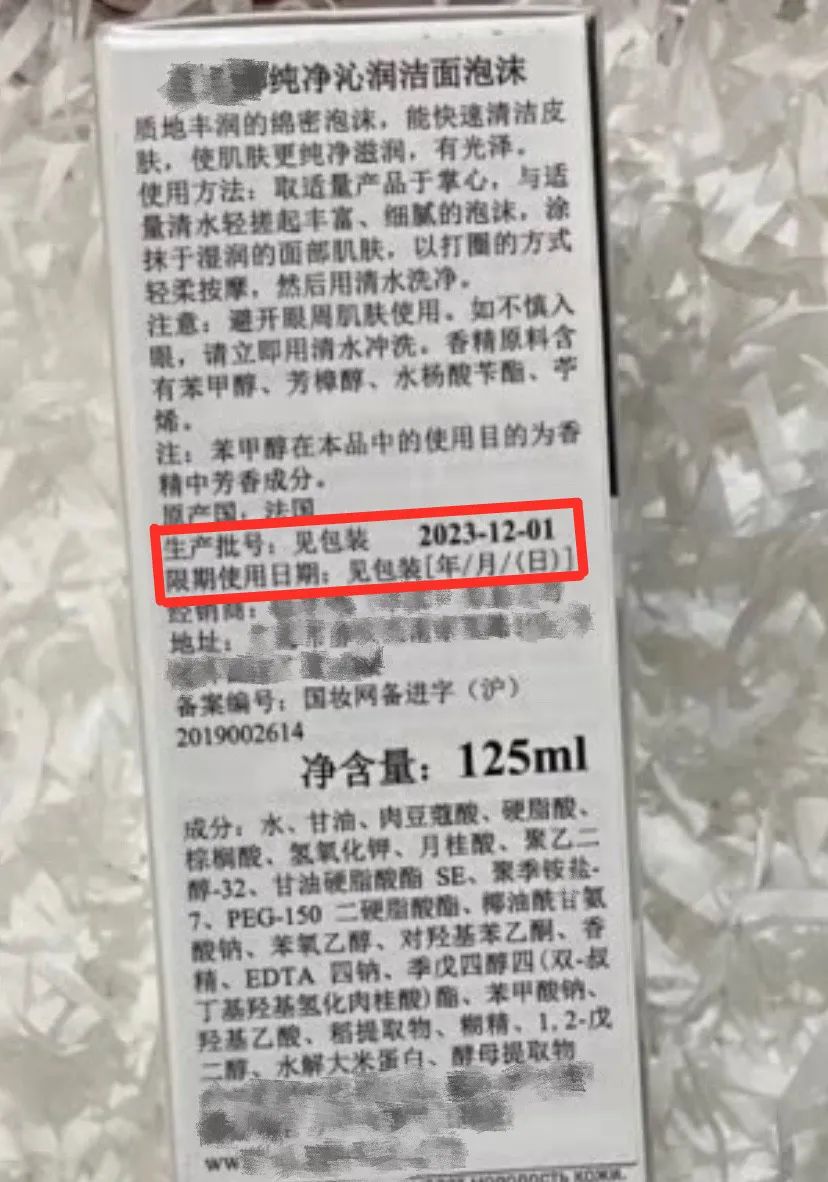 纯净沁润洁面泡沫
质地丰润的绵密泡沫，能快速清洁皮
肤，使肌肤更纯净滋润，有光泽。
使用方法：取适量产品于掌心，与适
量清水轻搓起丰富、细腻的泡沫，涂
抹于湿润的面部肌肤，以打圈的方式
轻柔按摩，然后用清水洗净。
注意：避开眼周肌肤使用。如不慎入
眼，请立即用清水冲洗。香精原料含
有苯甲醇、芳樟醇、水杨酸苄酯、苧
烯。
注：苯甲醇在本品中的使用目的为香
精中芳香成分。
原产国：法国
生产批号：见包装 2023-12-01
限期使用日期：见包装[年/月/(日)]
经销商：
地址：
备案编号：国妆网备进字（沪）
2019002614
净含量：125ml
成分：水、甘油、肉豆蔻酸、硬脂酸、
棕榈酸、氢氧化钾、月桂酸、聚乙二
醇-32、甘油硬脂酸酯 SE、聚季铵盐-
7、PEG-150 二硬脂酸酯、椰油酰甘氨
酸钠、苯氧乙醇、对羟基苯乙酮、香
精、EDTA 四钠、季戊四醇四(双-叔
丁基羟基氢化肉桂酸)酯、苯甲酸钠、
羟基乙酸、稻提取物、糊精、1,2-戊
二醇、水解大米蛋白、酵母提取物
ww
МОЛОДОСТЬ КОЖИ.